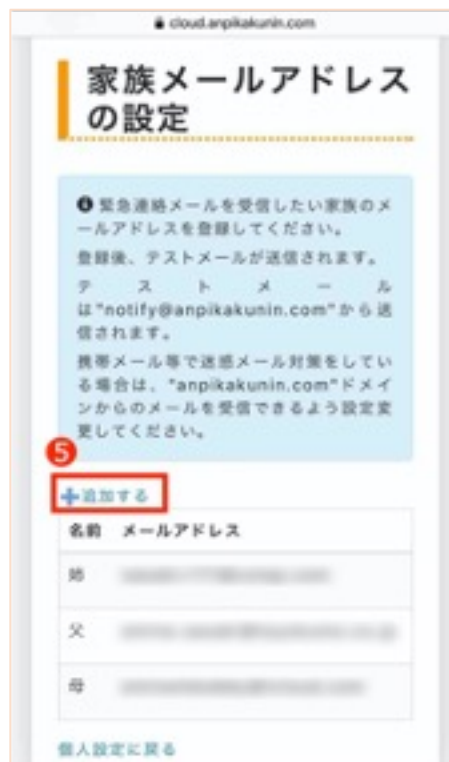 cloud.anpikakunin.com
家族メールアドレス
の設定
緊急連絡メールを受信したい家族のメ
ールアドレスを登録してください。
登録後、テストメールが送信されます。
テストメール
は"notify@anpikakunin.com"から送
信されます。
携帯メール等で迷惑メール対策をしてい
る場合は、"anpikakunin.com"ドメイ
ンからのメールを受信できるよう設定変
更してください。
5
追加する
名前 メールアドレス
姉
父
母
個人設定に戻る